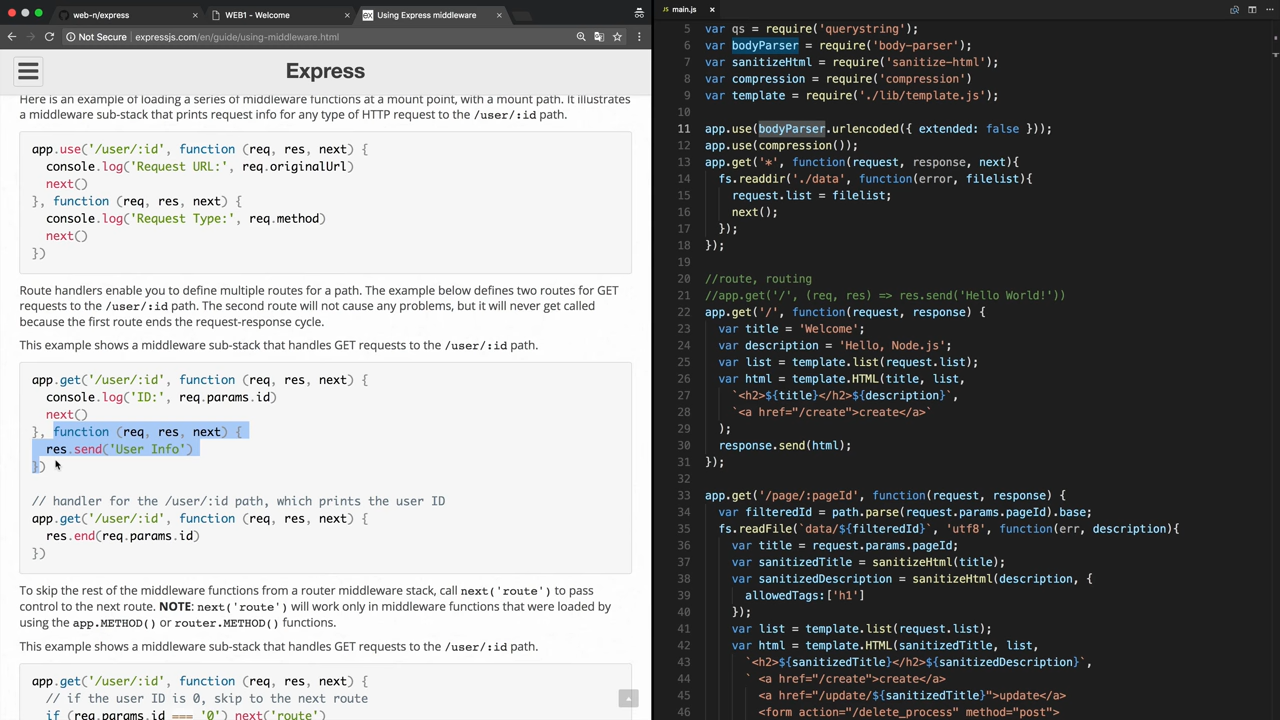 web-n/express
WEB1 - Welcome
Using Express middleware
Not Secure
expressjs.com/en/guide/using-middleware.html
Express
Here is an example of loading a series of middleware functions at a mount point, with a mount path. It illustrates
a middleware sub-stack that prints request info for any type of HTTP request to the /user/:id path.
app.use('/user/:id', function (req, res, next) {
console.log('Request URL:', req.originalUrl)
next()
}, function (req, res, next) {
console.log('Request Type:', req.method)
next()
})
Route handlers enable you to define multiple routes for a path. The example below defines two routes for GET
requests to the /user/:id path. The second route will not cause any problems, but it will never get called
because the first route ends the request-response cycle.
This example shows a middleware sub-stack that handles GET requests to the /user/:id path.
app.get('/user/:id', function (req, res, next) {
console.log('ID:', req.params.id)
next()
}, function (req, res, next) {
res.send('User Info')
})
// handler for the /user/:id path, which prints the user ID
app.get('/user/:id', function (req, res, next) {
res.end(req.params.id)
})
To skip the rest of the middleware functions from a router middleware stack, call next('route') to pass
control to the next route. NOTE: next('route') will work only in middleware functions that were loaded by
using the app.METHOD() or router.METHOD() functions.
This example shows a middleware sub-stack that handles GET requests to the /user/:id path.
app.get('/user/:id', function (req, res, next) {
// if the user ID is 0, skip to the next route
if (req.params.id === '0') next('route')
main.js
5 var qs = require('querystring');
6 var bodyParser = require('body-parser');
7 var sanitizeHtml = require('sanitize-html');
8 var compression = require('compression')
9 var template = require('./lib/template.js');
10
11 app.use(bodyParser.urlencoded({ extended: false }));
12 app.use(compression());
13 app.get('*', function(request, response, next){
14 fs.readdir('./data', function(error, filelist){
15 request.list = filelist;
16 next();
17 });
18 });
19
20 //route, routing
21 //app.get('/', (req, res) => res.send('Hello World!'))
22 app.get('/', function(request, response) {
23 var title = 'Welcome';
24 var description = 'Hello, Node.js';
25 var list = template.list(request.list);
26 var html = template.HTML(title, list,
27 `<h2>${title}</h2>${description}`,
28 `<a href="/create">create</a>`
29 );
30 response.send(html);
31 });
32
33 app.get('/page/:pageId', function(request, response) {
34 var filteredId = path.parse(request.params.pageId).base;
35 fs.readFile(`data/${filteredId}`, 'utf8', function(err, description){
36 var title = request.params.pageId;
37 var sanitizedTitle = sanitizeHtml(title);
38 var sanitizedDescription = sanitizeHtml(description, {
39 allowedTags:['h1']
40 });
41 var list = template.list(request.list);
42 var html = template.HTML(sanitizedTitle, list,
43 `<h2>${sanitizedTitle}</h2>${sanitizedDescription}`,
44 ` <a href="/create">create</a>
45 <a href="/update/${sanitizedTitle}">update</a>
46 <form action="/delete_process" method="post">